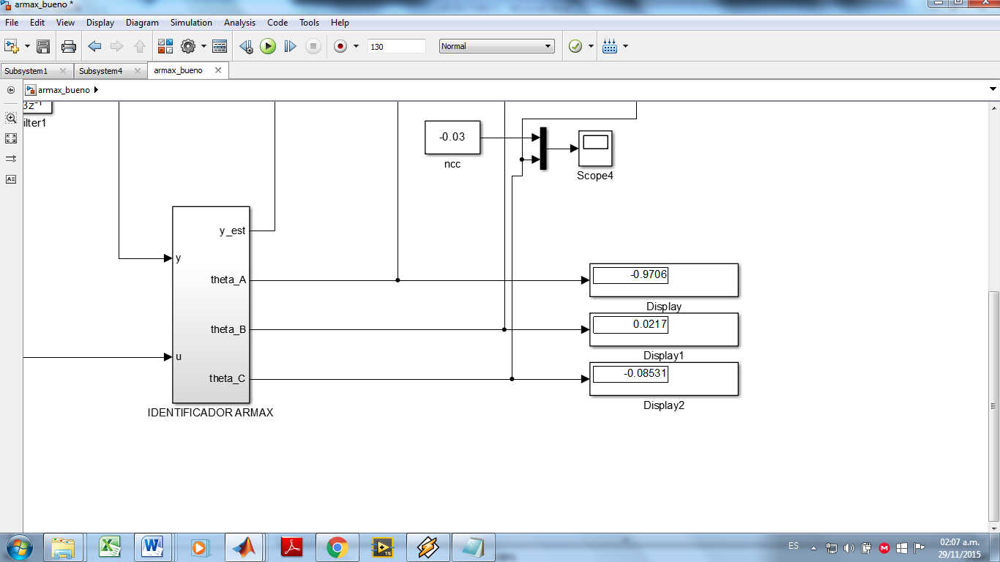 armax_bueno *
File Edit View Display Diagram Simulation Analysis Code Tools Help
130 Normal
Subsystem1 Subsystem4 armax_bueno
armax_bueno
3z⁻¹
ilter1
-0.03
ncc
Scope4
y_est
y
theta_A
theta_B
u
theta_C
IDENTIFICADOR ARMAX
-0.9706
Display
0.0217
Display1
-0.08531
Display2
ES
02:07 a.m.
29/11/2015